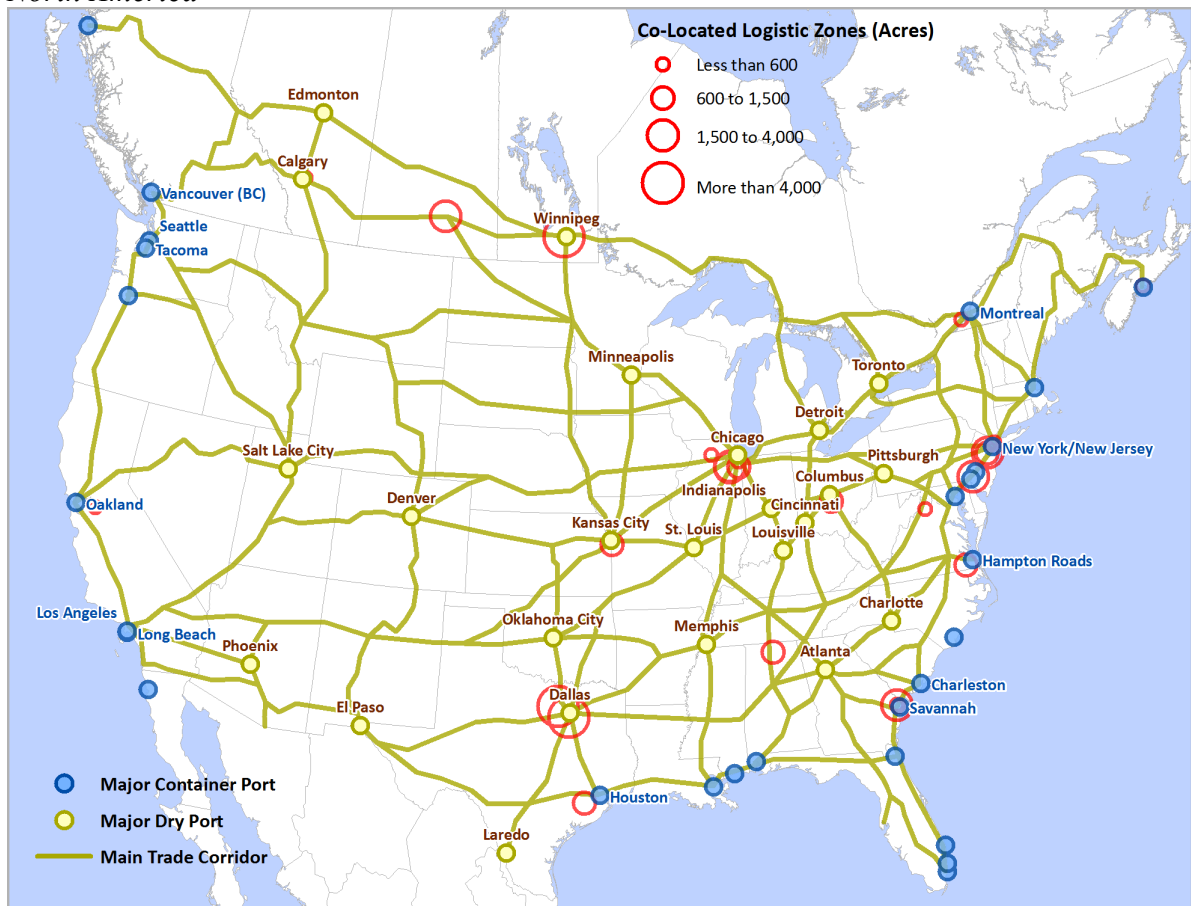 North America
Co-Located Logistic Zones (Acres)
Less than 600
600 to 1,500
1,500 to 4,000
More than 4,000
Edmonton
Calgary
Vancouver (BC)
Winnipeg
Seattle
Tacoma
Montreal
Minneapolis
Toronto
Detroit
Chicago
New York/New Jersey
Salt Lake City
Pittsburgh
Columbus
Indianapolis
Denver
Oakland
Cincinnati
Kansas City
St. Louis
Louisville
Hampton Roads
Charlotte
Los Angeles
Long Beach
Oklahoma City
Memphis
Phoenix
Atlanta
Charleston
Dallas
El Paso
Savannah
Major Container Port
Houston
Major Dry Port
Laredo
Main Trade Corridor